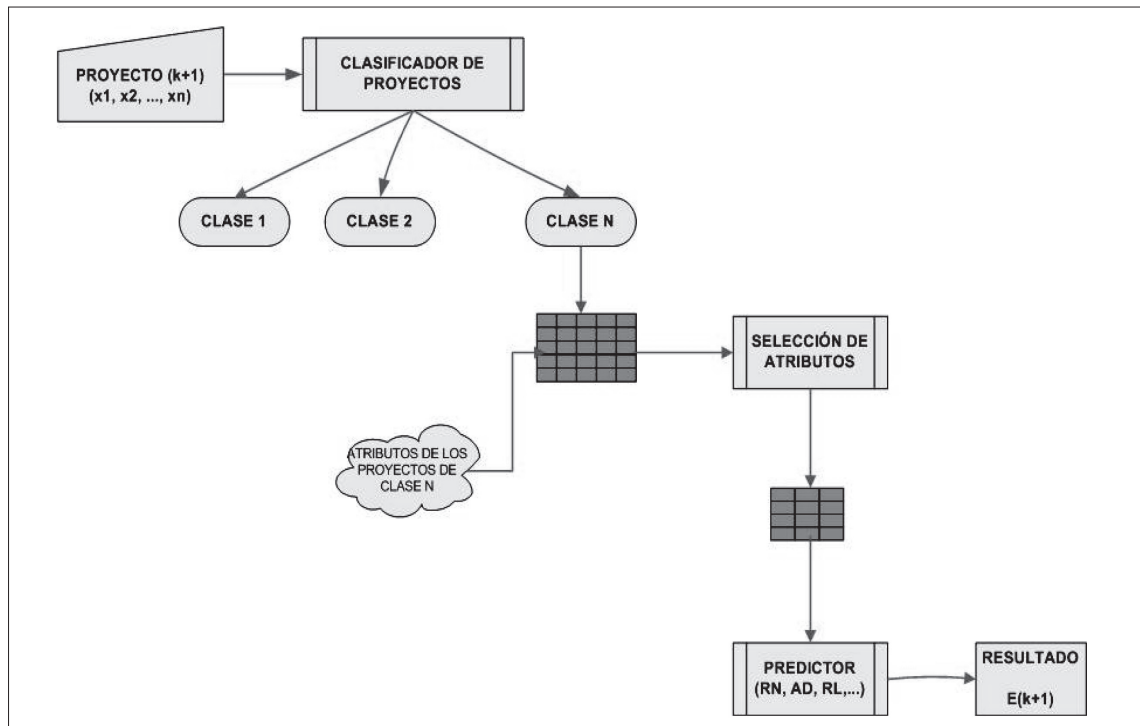 PROYECTO (k+1)
(x1, x2, ..., xn)
CLASIFICADOR DE
PROYECTOS
CLASE 1
CLASE 2
CLASE N
SELECCIÓN DE
ATRIBUTOS
ATRIBUTOS DE LOS
PROYECTOS DE
CLASE N
PREDICTOR
(RN, AD, RL,...)
RESULTADO
E(k+1)